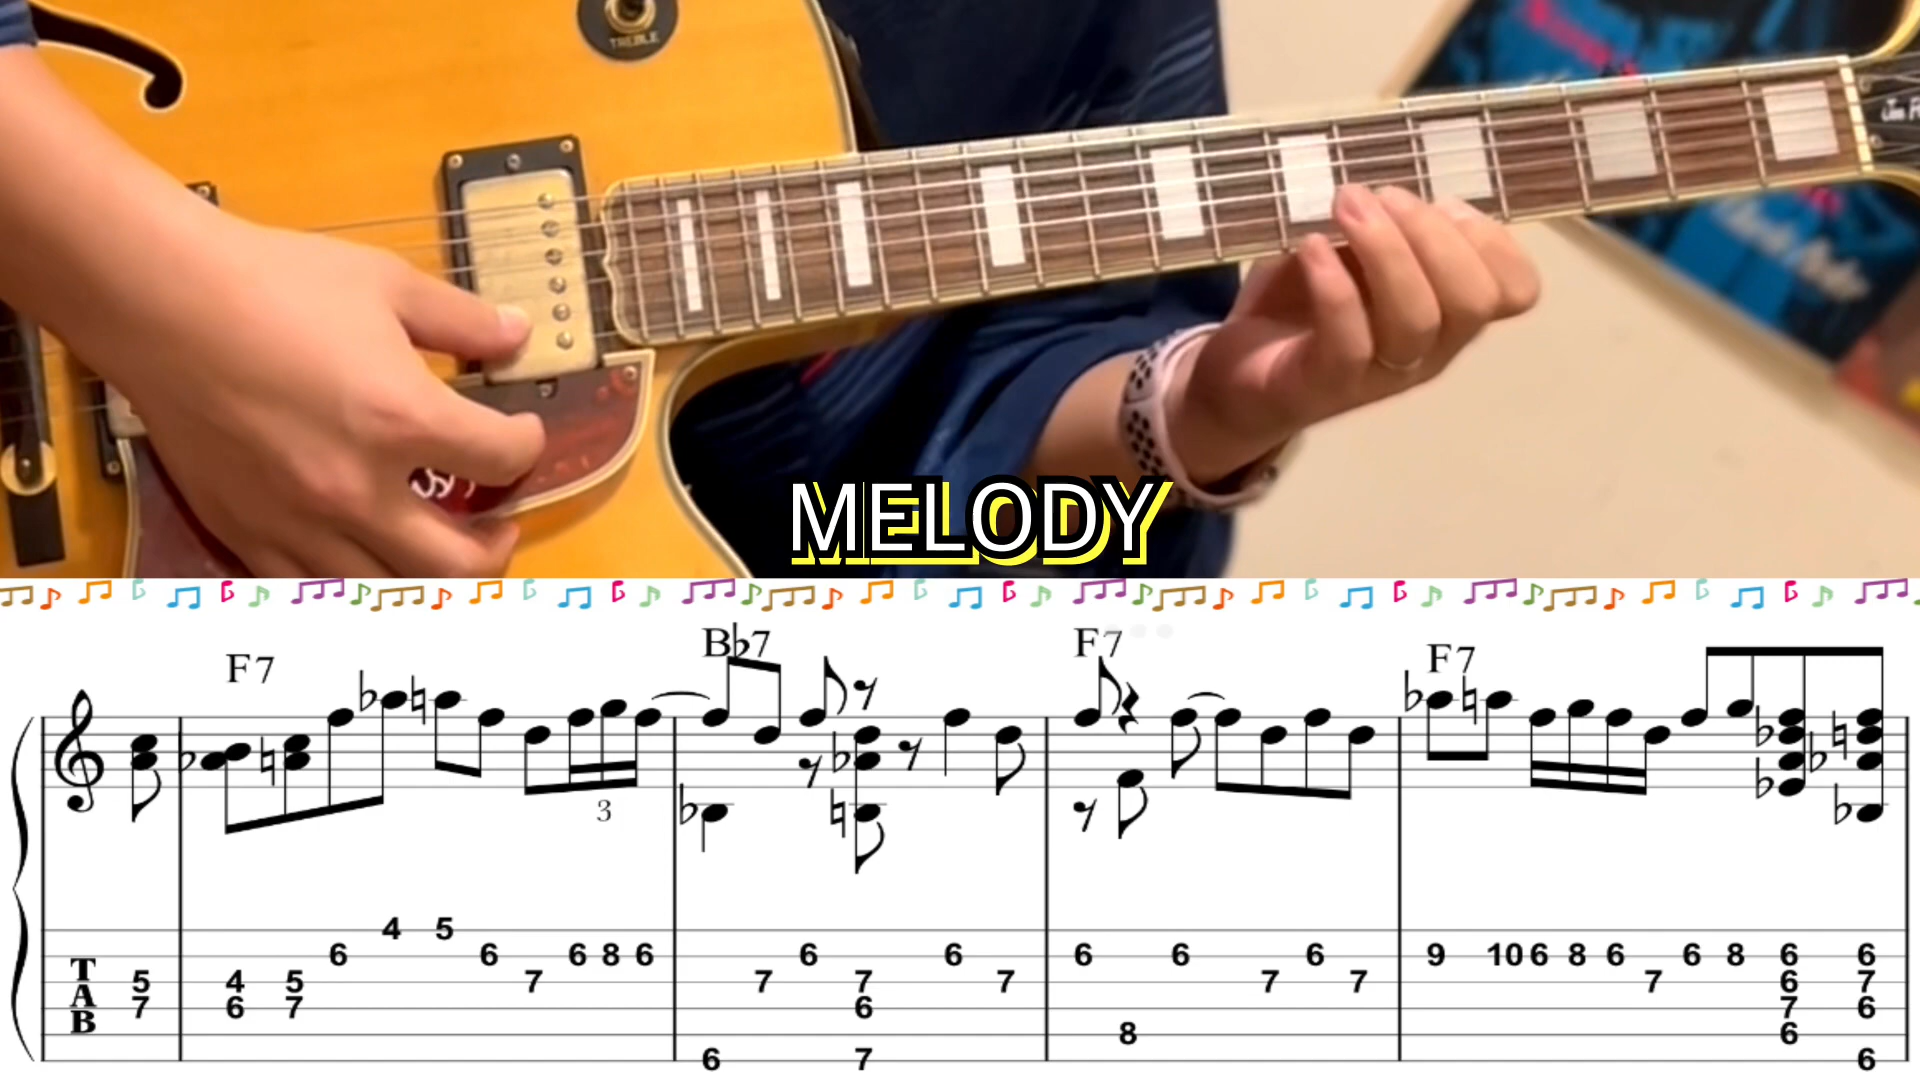 TREBLE
MELODY
F7 Bb7 F7 F7
3
4 5
6 6 6 8 6 6 6 6 6 6 9 10 6 8 6 6 8 6 6
T 5 4 5 7 7 7 7 7 7 7 6 7
A 7 6 7 6 7 6
B 8 6
6 7 6